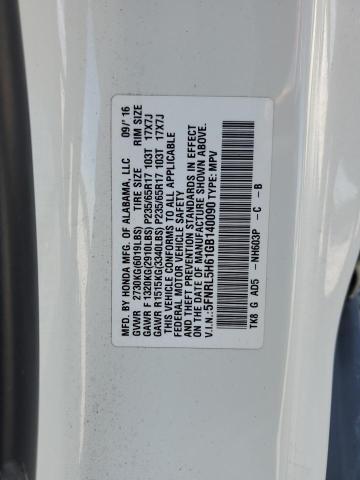 MFD. BY HONDA MFG. OF ALABAMA, LLC 09/'16
GVWR 2730KG(6019LBS) TIRE SIZE RIM SIZE
GAWR F 1320KG(2910LBS) P235/65R17 103T 17X7J
GAWR R1515KG(3340LBS) P235/65R17 103T 17X7J
THIS VEHICLE CONFORMS TO ALL APPLICABLE
FEDERAL MOTOR VEHICLE SAFETY
AND THEFT PREVENTION STANDARDS IN EFFECT
ON THE DATE OF MANUFACTURE SHOWN ABOVE.
V.I.N.:5FNRL5H61GB140090 TYPE: MPV
TK8 G AD5 -NH603P -C -B